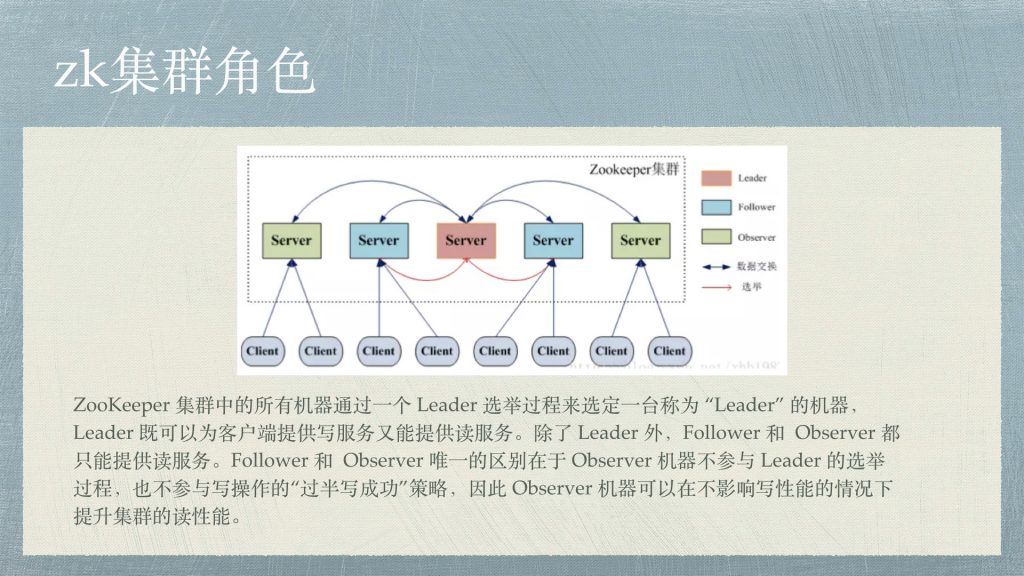 zk集群角色
Zookeeper集群
Leader
Follower
Observer
数据交换
选举
Server
Server
Server
Server
Server
Client
Client
Client
Client
Client
Client
Client
Client
ZooKeeper 集群中的所有机器通过一个 Leader 选举过程来选定一台称为 “Leader” 的机器，
Leader 既可以为客户端提供写服务又能提供读服务。除了 Leader 外，Follower 和 Observer 都
只能提供读服务。Follower 和 Observer 唯一的区别在于 Observer 机器不参与 Leader 的选举
过程，也不参与写操作的“过半写成功”策略，因此 Observer 机器可以在不影响写性能的情况下
提升集群的读性能。